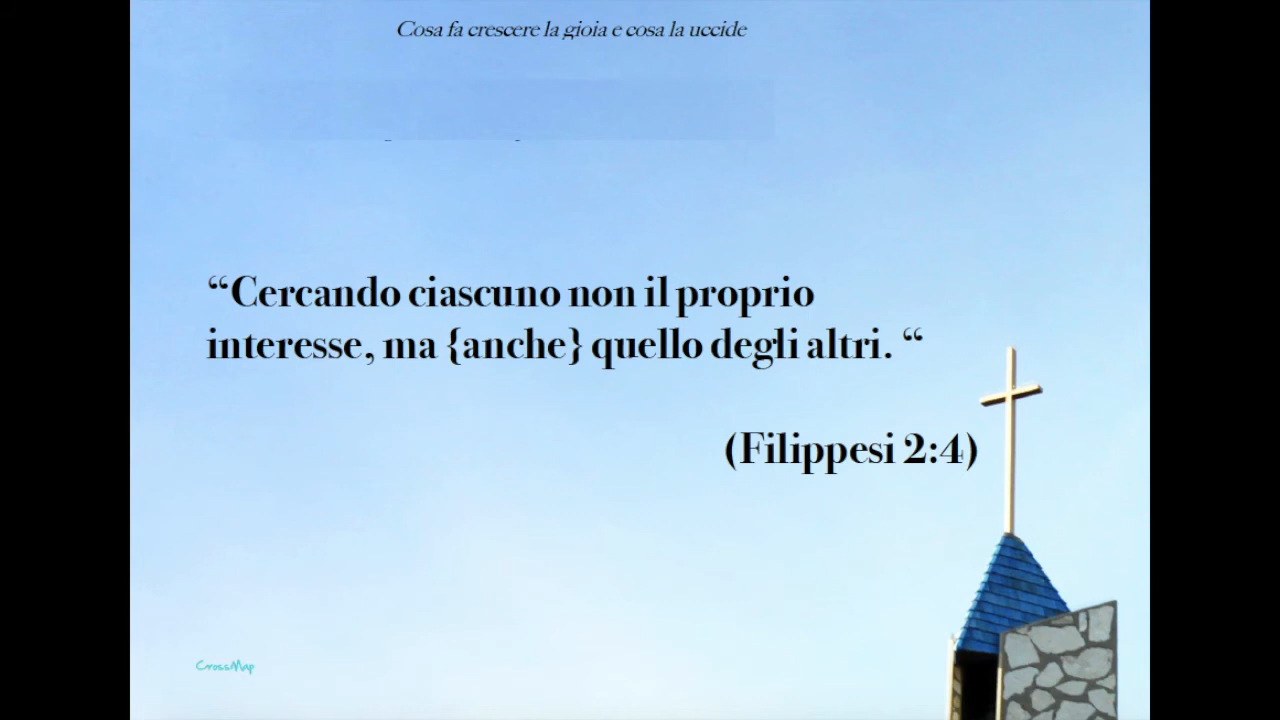 Cosa fa crescere la gioia e cosa la uccide
“Cercando ciascuno non il proprio
interesse, ma {anche} quello degli altri. “
(Filippesi 2:4)
CrossMap